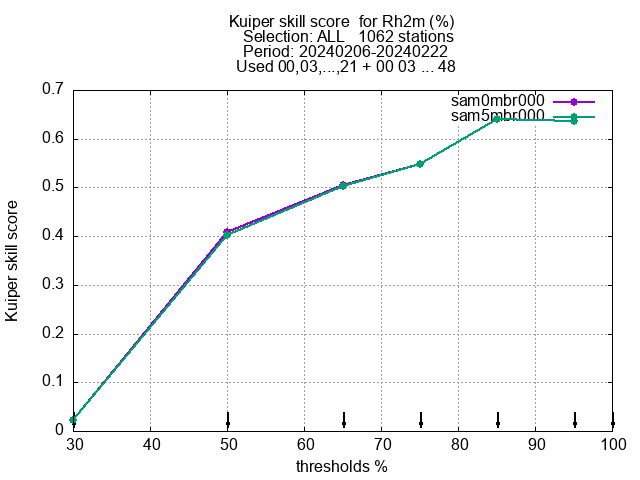 Kuiper skill score  for Rh2m (%)
Selection: ALL   1062 stations
Period: 20240206-20240222
Used 00,03,...,21 + 00 03 ... 48
sam0mbr000
sam5mbr000
0.7
0.6
0.5
0.4
0.3
0.2
0.1
0
Kuiper skill score
30 40 50 60 70 80 90 100
thresholds %